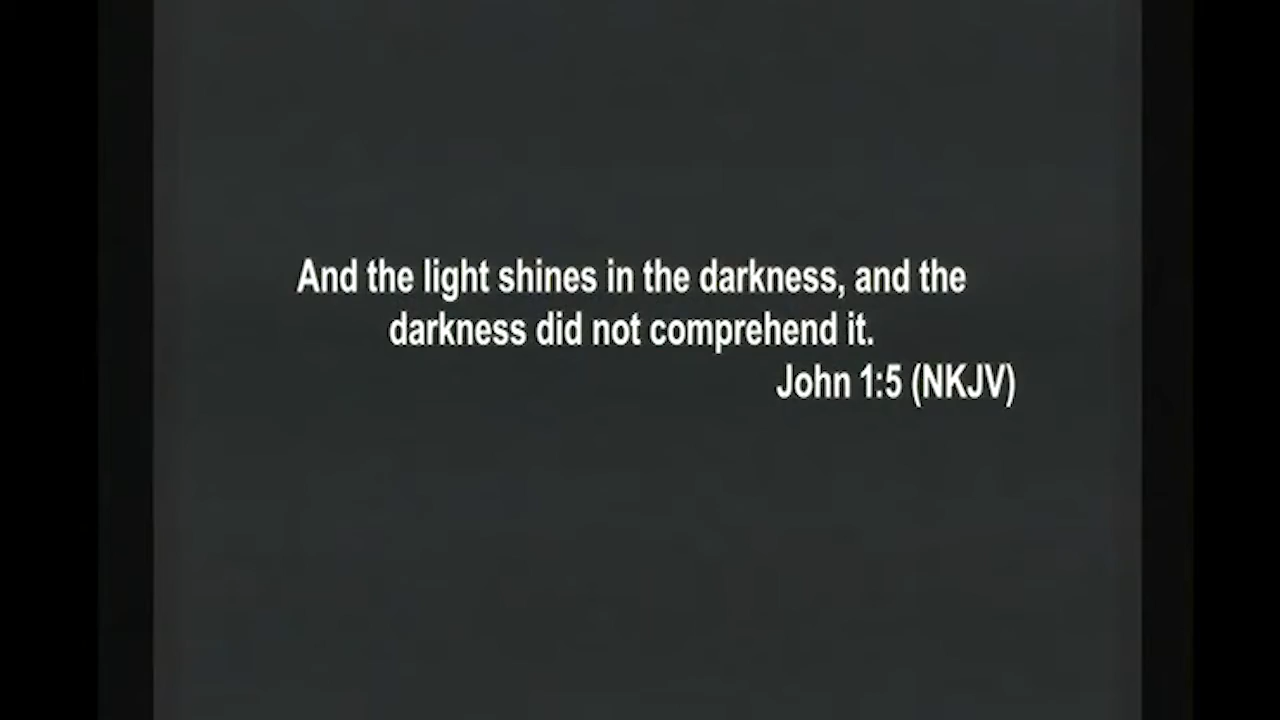 And the light shines in the darkness, and the
darkness did not comprehend it.
John 1:5 (NKJV)